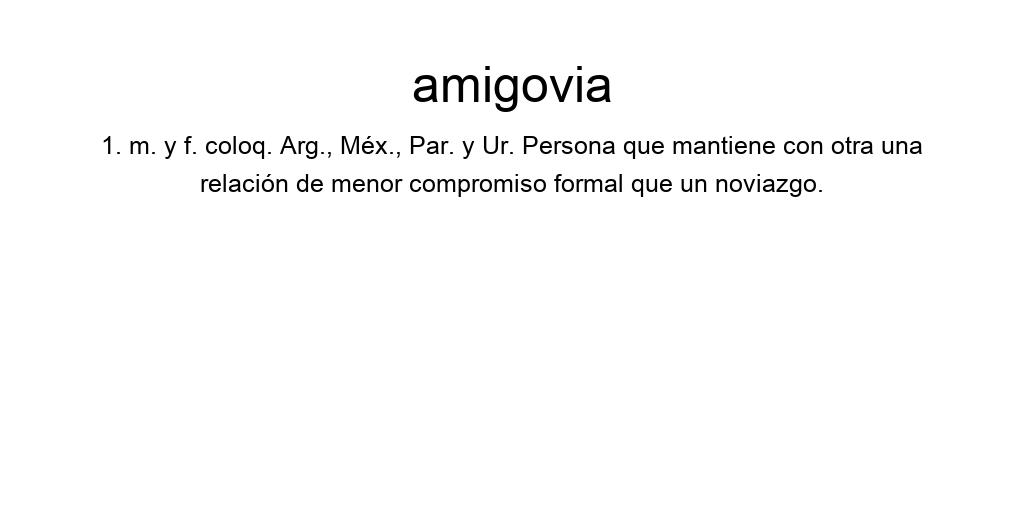 amigovia
1. m. y f. coloq. Arg., Méx., Par. y Ur. Persona que mantiene con otra una
relación de menor compromiso formal que un noviazgo.